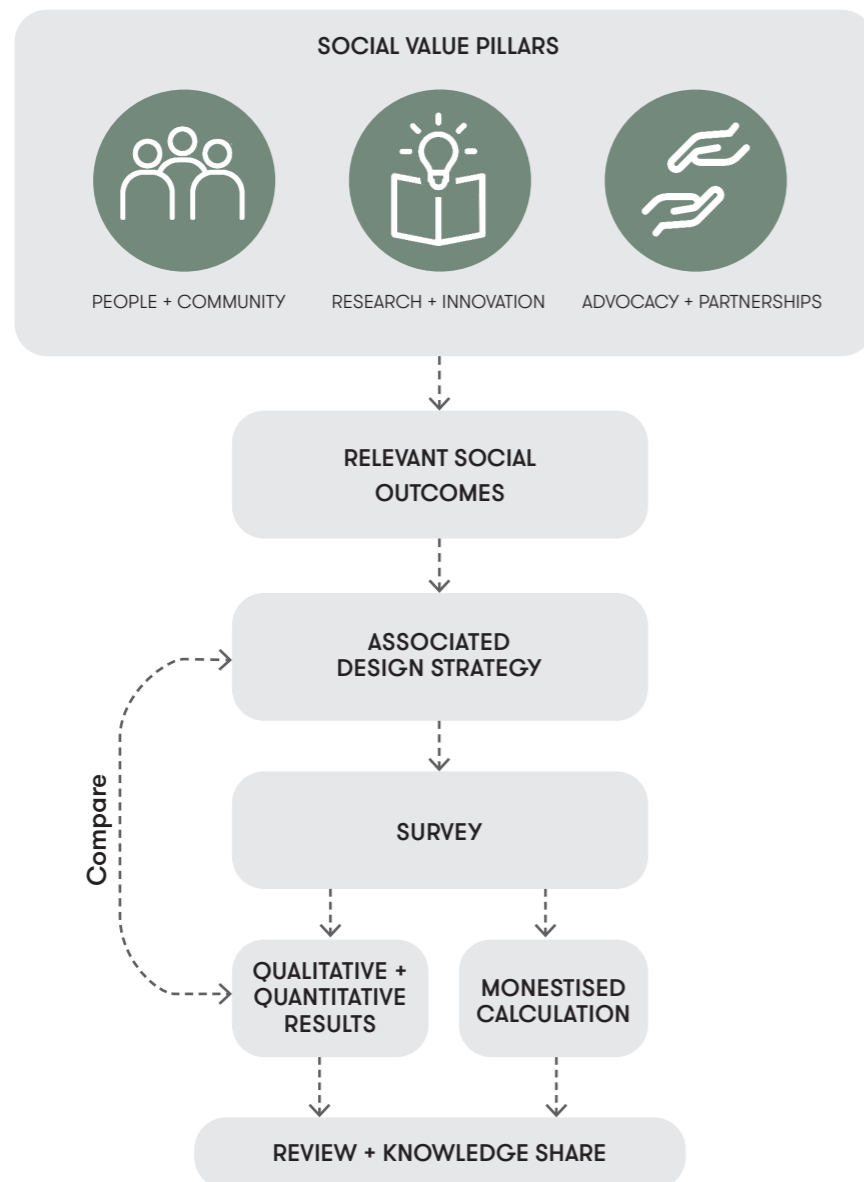 SOCIAL VALUE PILLARS
PEOPLE + COMMUNITY
RESEARCH + INNOVATION
ADVOCACY + PARTNERSHIPS
RELEVANT SOCIAL
OUTCOMES
ASSOCIATED
DESIGN STRATEGY
SURVEY
Compare
QUALITATIVE +
QUANTITATIVE
RESULTS
MONESTISED
CALCULATION
REVIEW + KNOWLEDGE SHARE